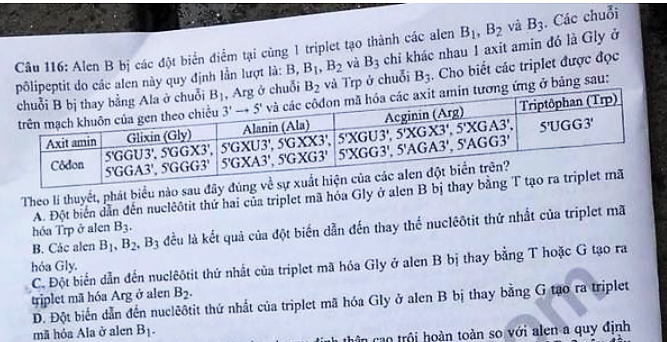 Câu 116: Alen B bị các đột biến điểm tại cùng 1 triplet tạo thành các alen B1, B2 và B3. Các chuỗi
pôlipeptit do các alen này quy định lần lượt là: B, B1, B2 và B3 chỉ khác nhau 1 axit amin đó là Gly ở
chuỗi B bị thay bằng Ala ở chuỗi B1, Arg ở chuỗi B2 và Trp ở chuỗi B3. Cho biết các triplet được đọc
trên mạch khuôn của gen theo chiều 3' → 5' và các côđon mã hóa các axit amin tương ứng ở bảng sau:
Axit amin Glixin (Gly) Alanin (Ala) Acginin (Arg) Triptôphan (Trp)
Côđon 5'GGU3', 5'GGX3', 5'GXU3', 5'GXX3', 5'XGU3', 5'XGX3', 5'XGA3', 5'UGG3'
5'GGA3', 5'GGG3' 5'GXA3', 5'GXG3' 5'XGG3', 5'AGA3', 5'AGG3'
Theo lí thuyết, phát biểu nào sau đây đúng về sự xuất hiện của các alen đột biến trên?
A. Đột biến dẫn đến nuclêôtit thứ hai của triplet mã hóa Gly ở alen B bị thay bằng T tạo ra triplet mã
hóa Trp ở alen B3.
B. Các alen B1, B2, B3 đều là kết quả của đột biến dẫn đến thay thế nuclêôtit thứ nhất của triplet mã
hóa Gly.
C. Đột biến dẫn đến nuclêôtit thứ nhất của triplet mã hóa Gly ở alen B bị thay bằng T hoặc G tạo ra
triplet mã hóa Arg ở alen B2.
D. Đột biến dẫn đến nuclêôtit thứ nhất của triplet mã hóa Gly ở alen B bị thay bằng G tạo ra triplet
mã hóa Ala ở alen B1.
định thân cao trội hoàn toàn so với alen a quy định